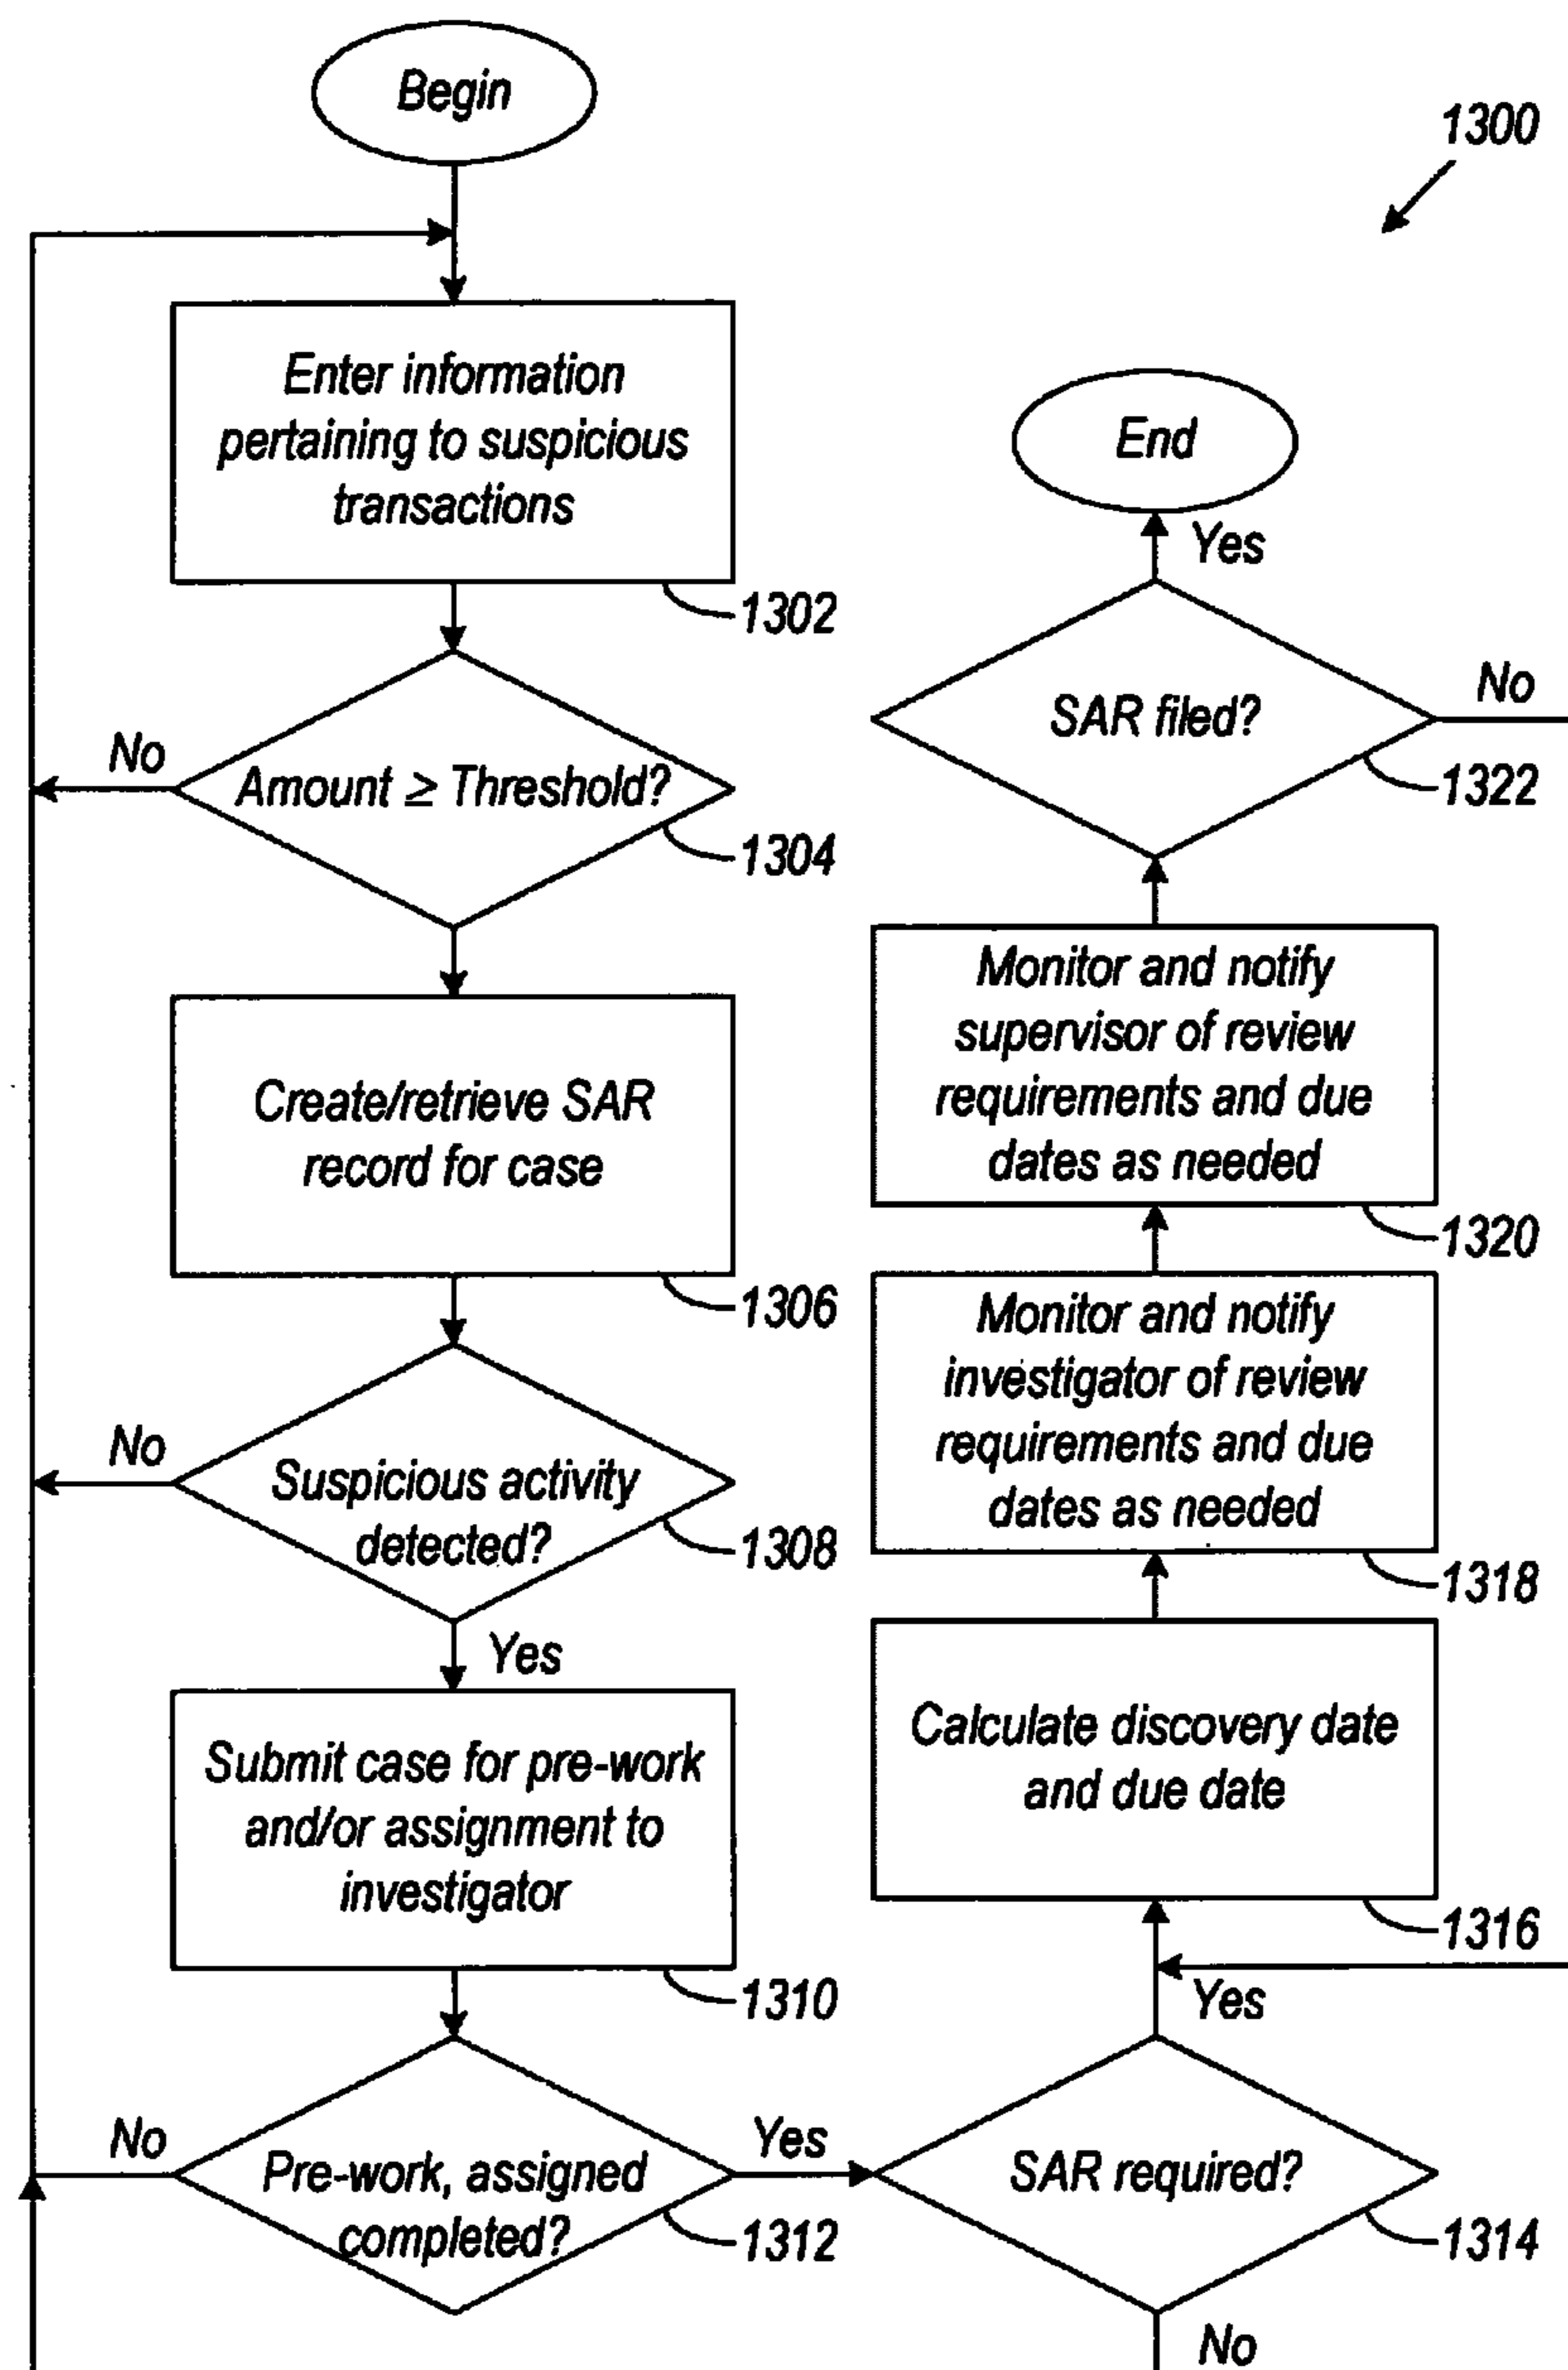 Begin
1300
Enter information
pertaining to suspicious
transactions
1302
No
Amount ≥ Threshold?
1304
Create/retrieve SAR
record for case
1306
No
Suspicious activity
detected?
1308
Yes
Submit case for pre-work
and/or assignment to
investigator
1310
No
Pre-work, assigned
completed?
1312
Yes
SAR required?
1314
No
Yes
Calculate discovery date
and due date
1316
Monitor and notify
investigator of review
requirements and due
dates as needed
1318
Monitor and notify
supervisor of review
requirements and due
dates as needed
1320
SAR filed?
1322
No
Yes
End